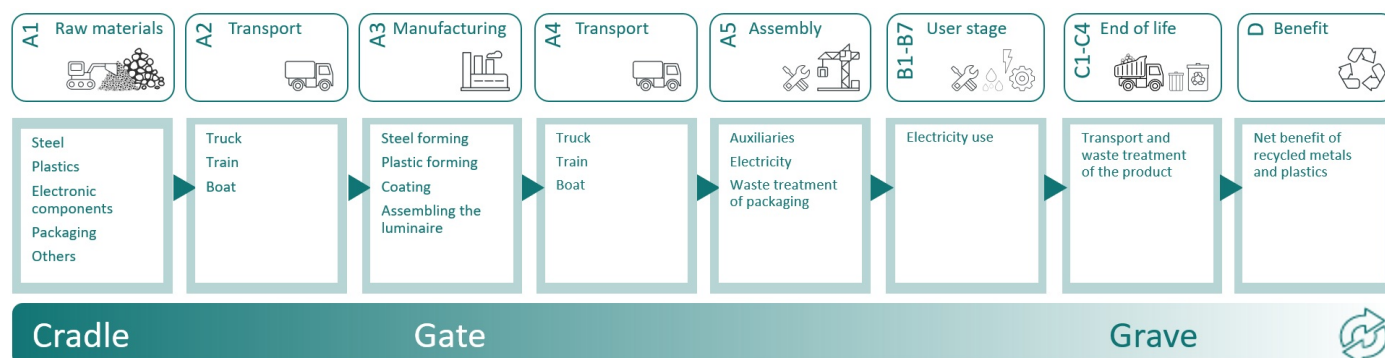 A1 Raw materials
A2 Transport
A3 Manufacturing
A4 Transport
A5 Assembly
B1-B7 User stage
C1-C4 End of life
D Benefit
Steel
Plastics
Electronic
components
Packaging
Others
Truck
Train
Boat
Steel forming
Plastic forming
Coating
Assembling the
luminaire
Truck
Train
Boat
Auxiliaries
Electricity
Waste treatment
of packaging
Electricity use
Transport and
waste treatment
of the product
Net benefit of
recycled metals
and plastics
Cradle
Gate
Grave